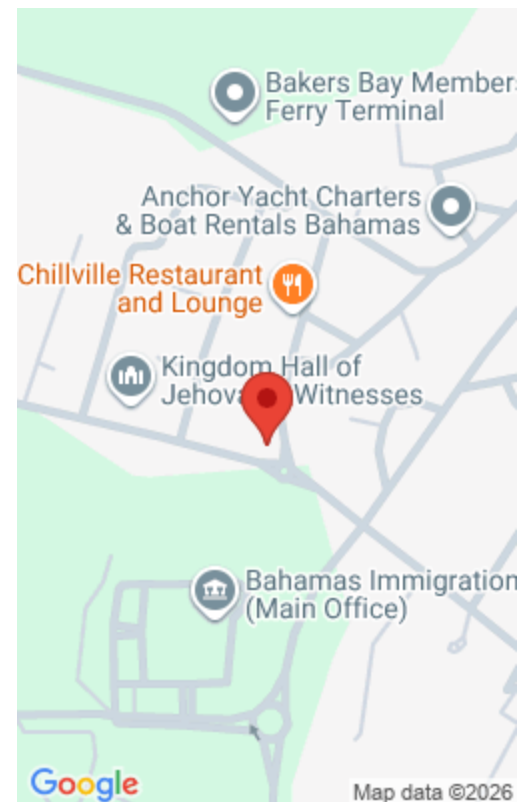 Bakers Bay Members
Ferry Terminal
Anchor Yacht Charters
& Boat Rentals Bahamas
Chillville Restaurant
and Lounge
Kingdom Hall of
Jehova Witnesses
Bahamas Immigration
(Main Office)
Google
Map data ©2026